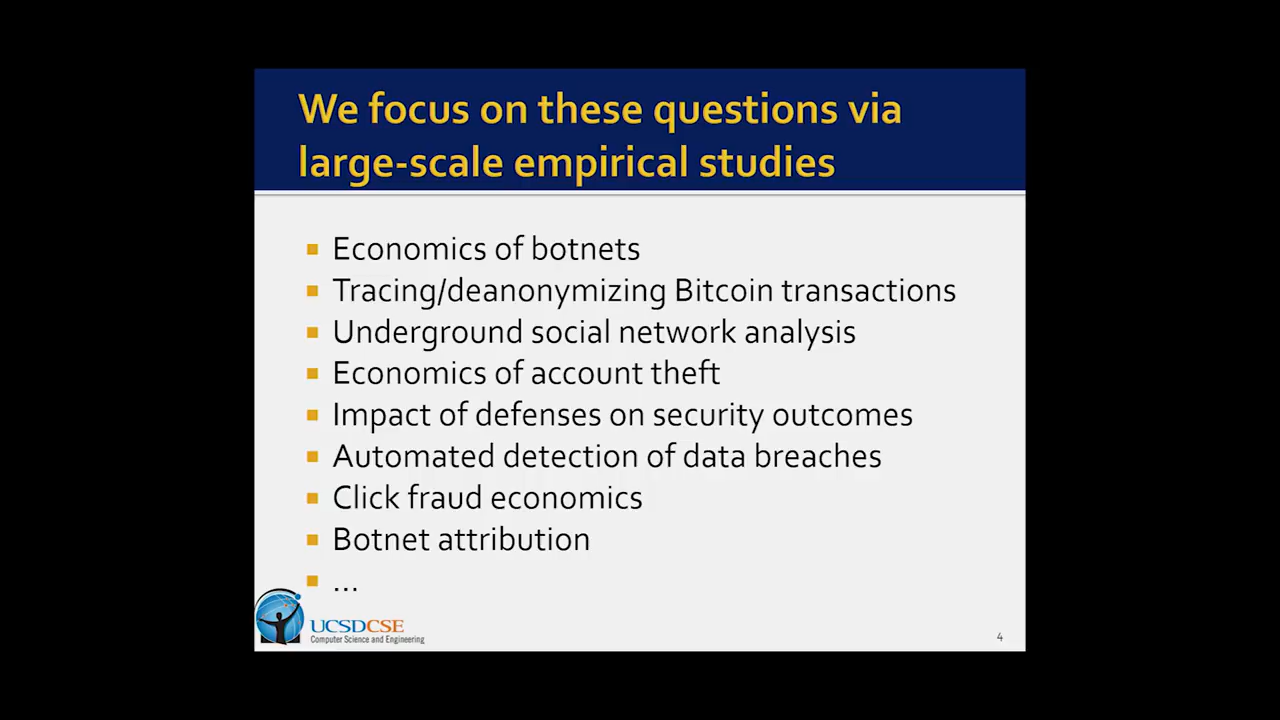 We focus on these questions via
large-scale empirical studies
▪ Economics of botnets
▪ Tracing/deanonymizing Bitcoin transactions
▪ Underground social network analysis
▪ Economics of account theft
▪ Impact of defenses on security outcomes
▪ Automated detection of data breaches
▪ Click fraud economics
▪ Botnet attribution
▪ ...
UCSDCSE
Computer Science and Engineering
4